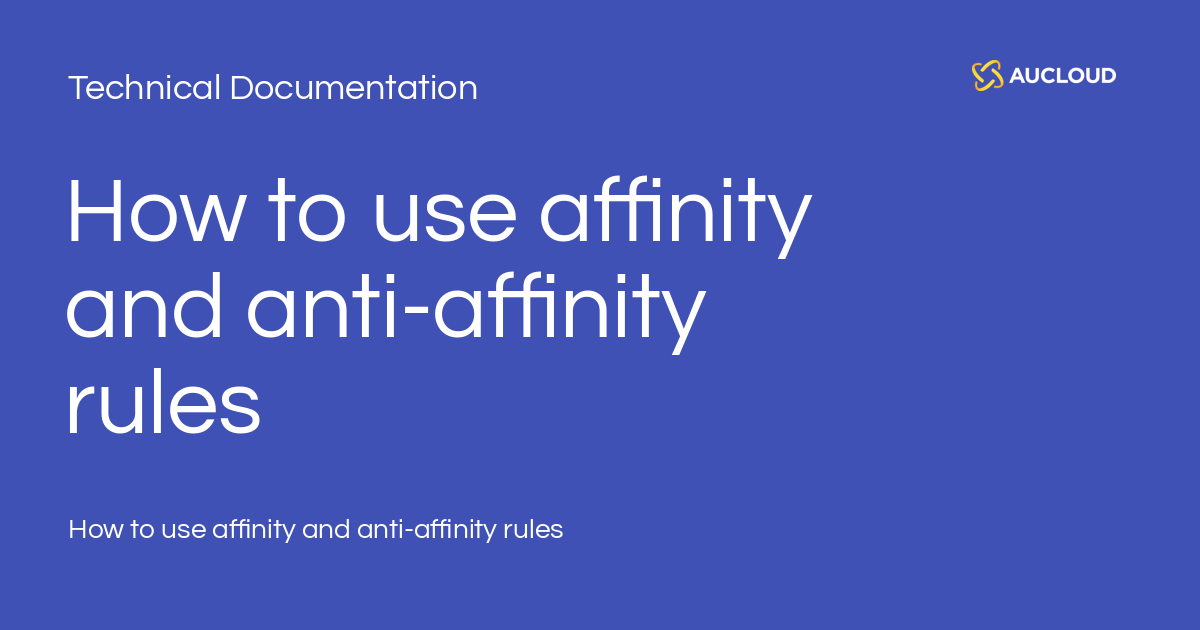 Technical Documentation
AUCLOUD
How to use affinity
and anti-affinity
rules
How to use affinity and anti-affinity rules